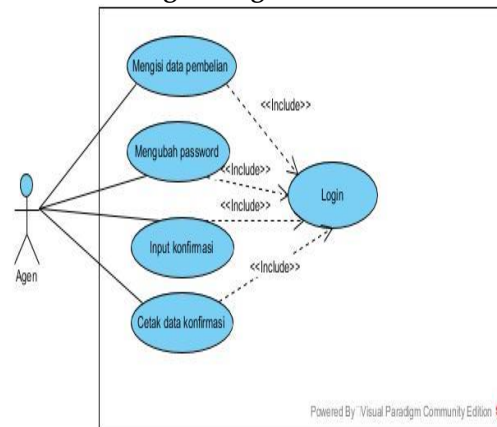 Mengisi data pembelian
<<Include>>
Mengubah password
<<Include>>
Login
<<Include>>
Input konfirmasi
Agen
<<Include>>
Cetak data konfirmasi
Powered By Visual Paradigm Community Edition